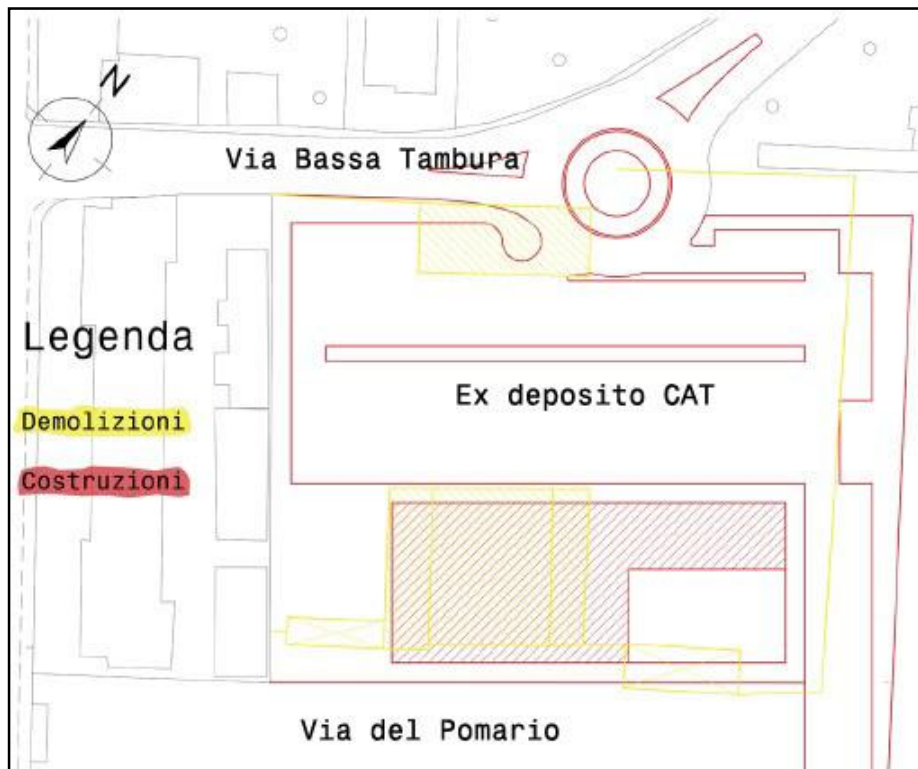 N
Via Bassa Tambura
Legenda
Ex deposito CAT
Demolizioni
Costruzioni
Via del Pomario